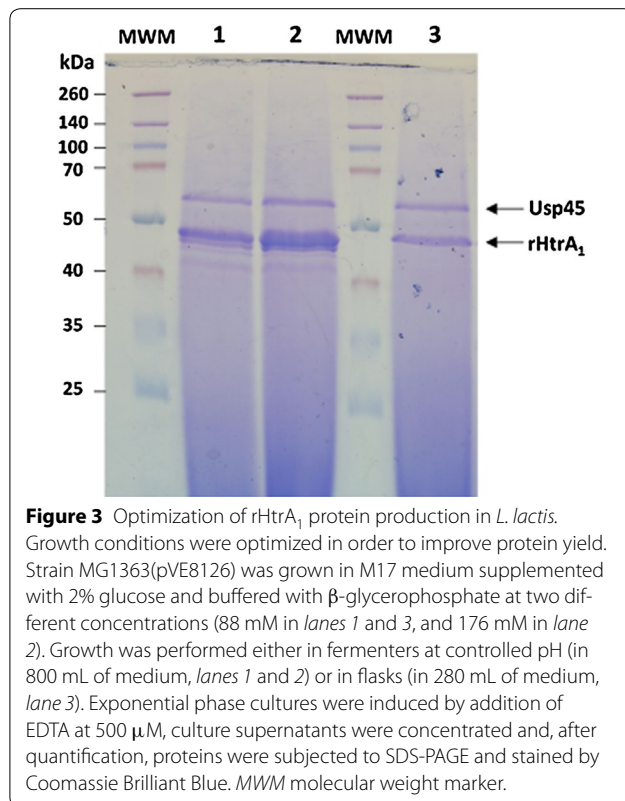 MWM 1 2 MWM 3
kDa
260
140
100
70
50
40
35
25
Usp45
rHtrA₁
Figure 3 Optimization of rHtrA₁ protein production in L. lactis.
Growth conditions were optimized in order to improve protein yield.
Strain MG1363(pVE8126) was grown in M17 medium supplemented
with 2% glucose and buffered with β-glycerophosphate at two dif-
ferent concentrations (88 mM in lanes 1 and 3, and 176 mM in lane
2). Growth was performed either in fermenters at controlled pH (in
800 mL of medium, lanes 1 and 2) or in flasks (in 280 mL of medium,
lane 3). Exponential phase cultures were induced by addition of
EDTA at 500 μM, culture supernatants were concentrated and, after
quantification, proteins were subjected to SDS-PAGE and stained by
Coomassie Brilliant Blue. MWM molecular weight marker.